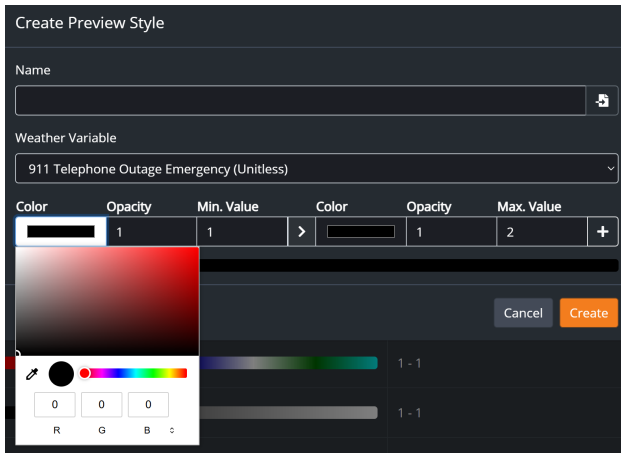 Create Preview Style
Name
Weather Variable
911 Telephone Outage Emergency (Unitless)
Color Opacity Min. Value Color Opacity Max. Value
1 1 1 2
Cancel Create
1 - 1
0 0 0
1 - 1
R G B